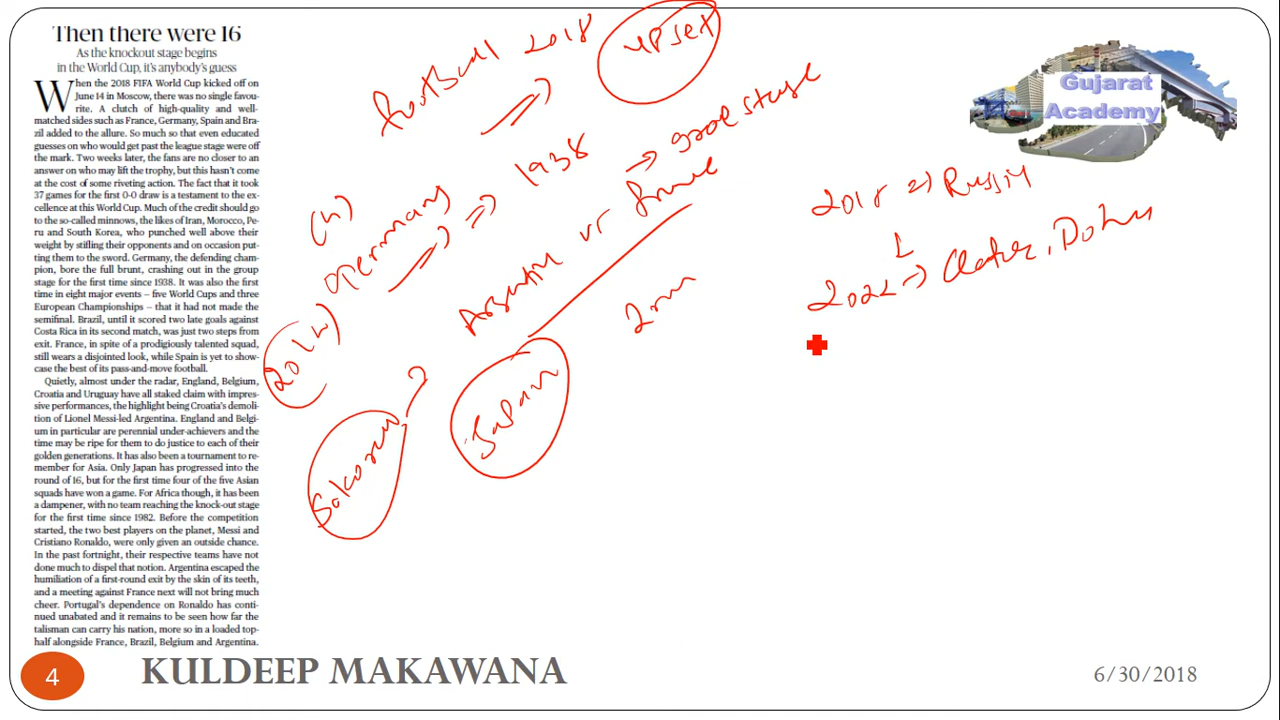 Then there were 16
As the knockout stage begins
in the World Cup, it's anybody's guess
When the 2018 FIFA World Cup kicked off on
June 14 in Moscow, there was no single favou-
rite. A clutch of high-quality and well-
matched sides such as France, Germany, Spain and Bra-
zil added to the allure. So much so that even educated
guesses on who would get past the league stage were off
the mark. Two weeks later, the fans are no closer to an
answer on who may lift the trophy, but this hasn't come
at the cost of some riveting action. The fact that it took
37 games for the first 0-0 draw is a testament to the ex-
cellence at this World Cup. Much of the credit should go
to the so-called minnows, the likes of Iran, Morocco, Pe-
ru and South Korea, who punched well above their
weight by stifling their opponents and on occasion put-
ting them to the sword. Germany, the defending cham-
pion, bore the full brunt, crashing out in the group
stage for the first time since 1938. It was also the first
time in eight major events – five World Cups and three
European Championships – that it had not made the
semifinal. Brazil, until it scored two late goals against
Costa Rica in its second match, was just two steps from
exit. France, in spite of a prodigiously talented squad,
still wears a disjointed look, while Spain is yet to show-
case the best of its pass-and-move football.
Quietly, almost under the radar, England, Belgium,
Croatia and Uruguay have all staked claim with impres-
sive performances, the highlight being Croatia's demoli-
tion of Lionel Messi-led Argentina. England and Belgi-
um in particular are perennial under-achievers and the
time may be ripe for them to do justice to each of their
golden generations. It has also been a tournament to re-
member for Asia. Only Japan has progressed into the
round of 16, but for the first time four of the five Asian
squads have won a game. For Africa though, it has been
a dampener, with no team reaching the knock-out stage
for the first time since 1982. Before the competition
started, the two best players on the planet, Messi and
Cristiano Ronaldo, were only given an outside chance.
In the past fortnight, their respective teams have not
done much to dispel that notion. Argentina escaped the
humiliation of a first-round exit by the skin of its teeth,
and a meeting against France next will not bring much
cheer. Portugal's dependence on Ronaldo has conti-
nued unabated and it remains to be seen how far the
talisman can carry his nation, more so in a loaded top-
half alongside France, Brazil, Belgium and Argentina.
football 2018
upset
(4) Germany => 1938
2014
Argentina vs France
Japan
2018 => Russia
2022 => Qatar, Doha
Gujarat
Academy
4
KULDEEP MAKAWANA
6/30/2018